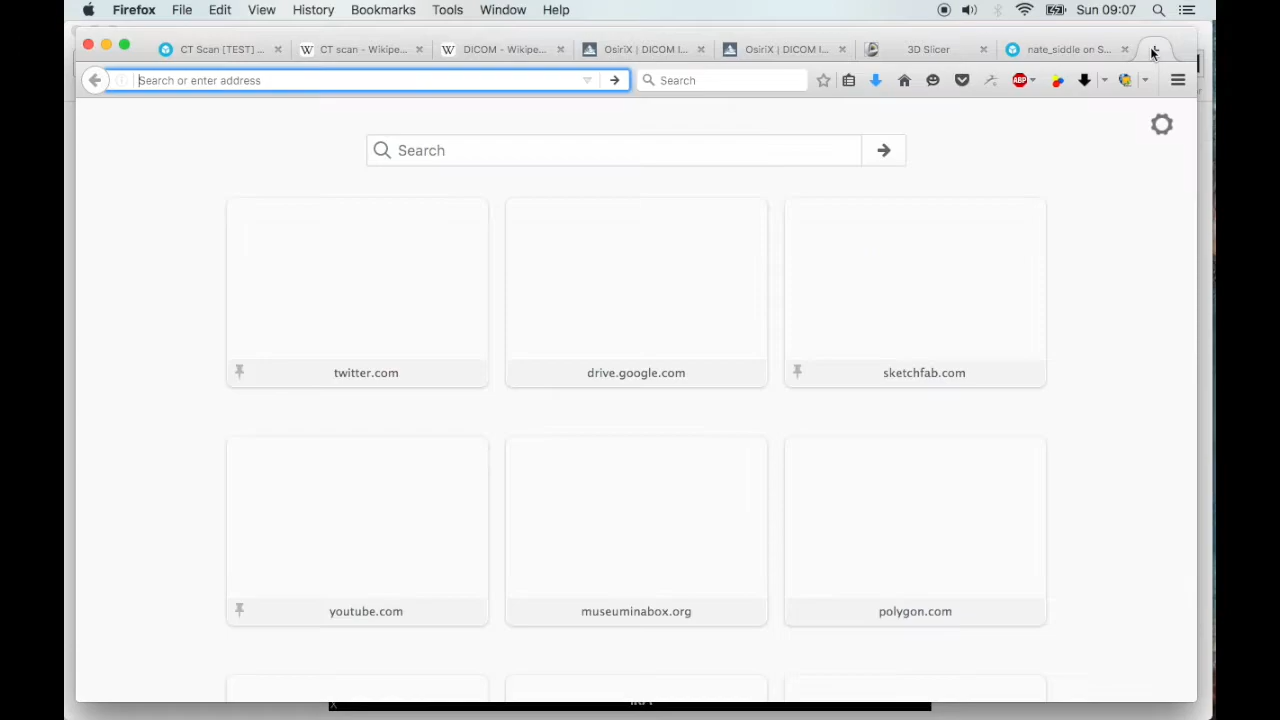 Firefox File Edit View History Bookmarks Tools Window Help Sun 09:07
CT Scan [TEST] ... CT scan - Wikipe... DICOM - Wikipe... OsiriX | DICOM I... OsiriX | DICOM I... 3D Slicer nate_siddle on S...
Search or enter address Search ABP
Search
twitter.com drive.google.com sketchfab.com
youtube.com museuminabox.org polygon.com